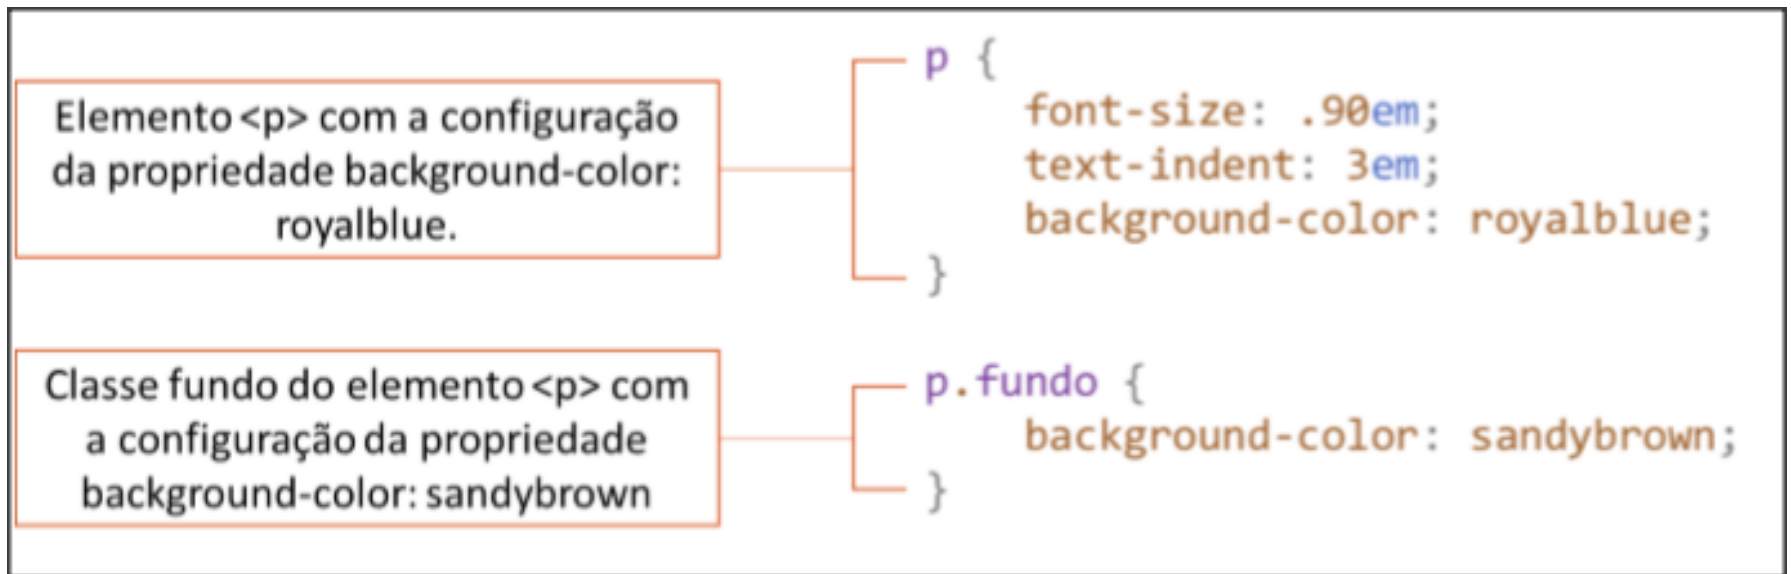 Elemento <p> com a configuração
da propriedade background-color:
royalblue.
p {
font-size: .90em;
text-indent: 3em;
background-color: royalblue;
}
Classe fundo do elemento <p> com
a configuração da propriedade
background-color: sandybrown
p.fundo {
background-color: sandybrown;
}